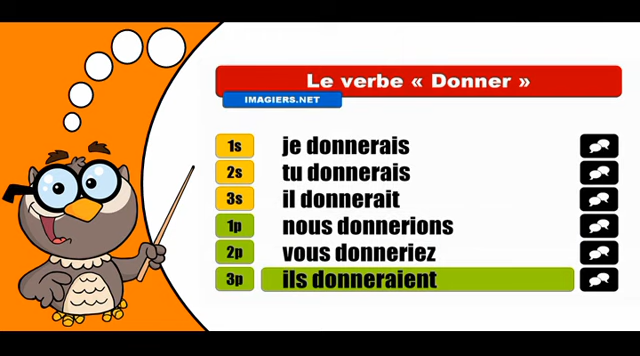 Le verbe « Donner »
IMAGIERS.NET
1s je donnerais
2s tu donnerais
3s il donnerait
1p nous donnerions
2p vous donneriez
3p ils donneraient